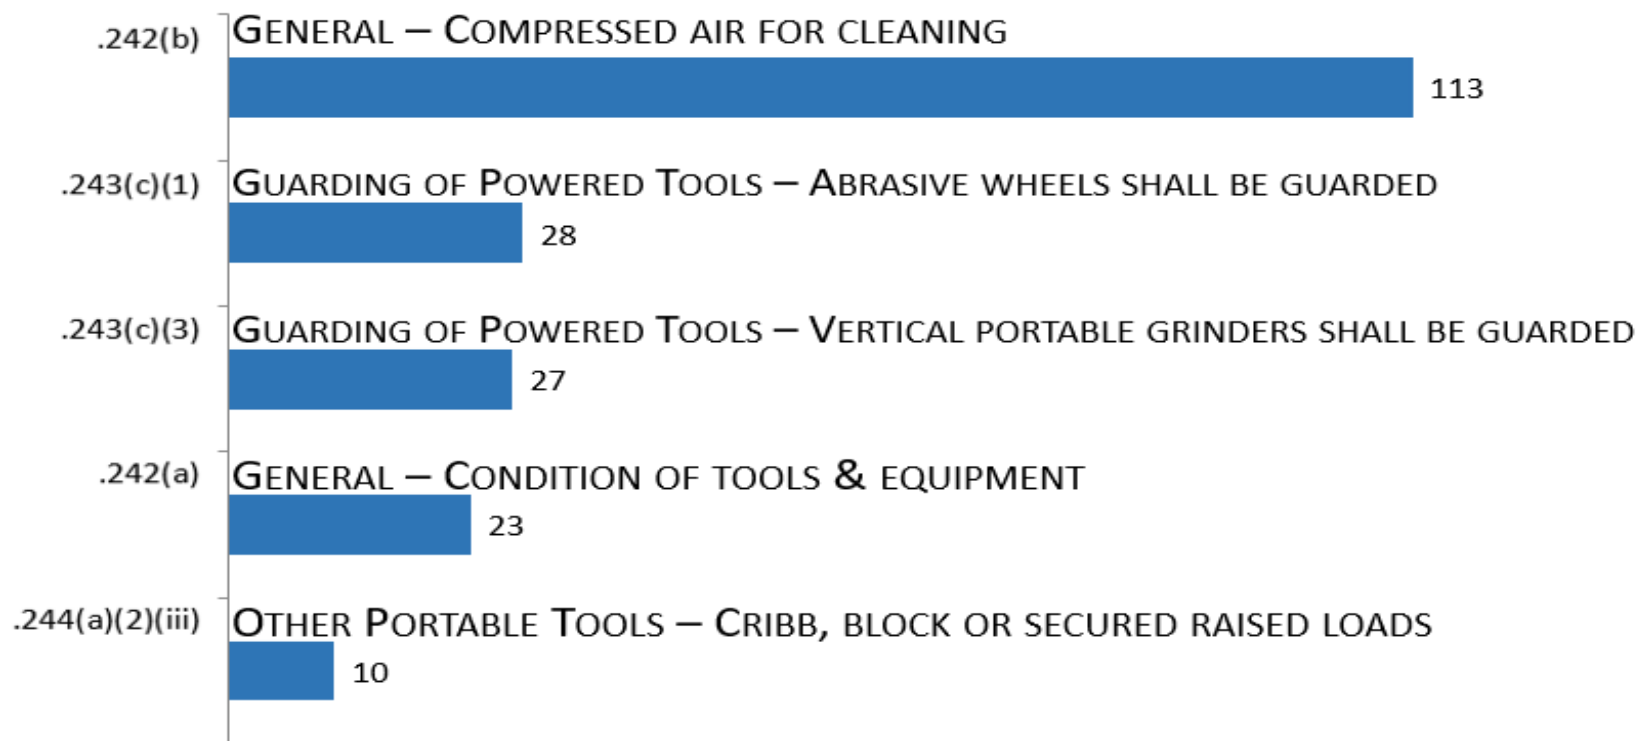 .242(b) GENERAL – COMPRESSED AIR FOR CLEANING
113
.243(c)(1) GUARDING OF POWERED TOOLS – ABRASIVE WHEELS SHALL BE GUARDED
28
.243(c)(3) GUARDING OF POWERED TOOLS – VERTICAL PORTABLE GRINDERS SHALL BE GUARDED
27
.242(a) GENERAL – CONDITION OF TOOLS & EQUIPMENT
23
.244(a)(2)(iii) OTHER PORTABLE TOOLS – CRIBB, BLOCK OR SECURED RAISED LOADS
10